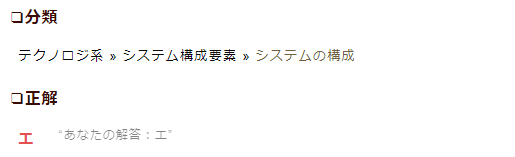 ❏分類
テクノロジ系 » システム構成要素 » システムの構成
❏正解
エ “あなたの解答：エ”